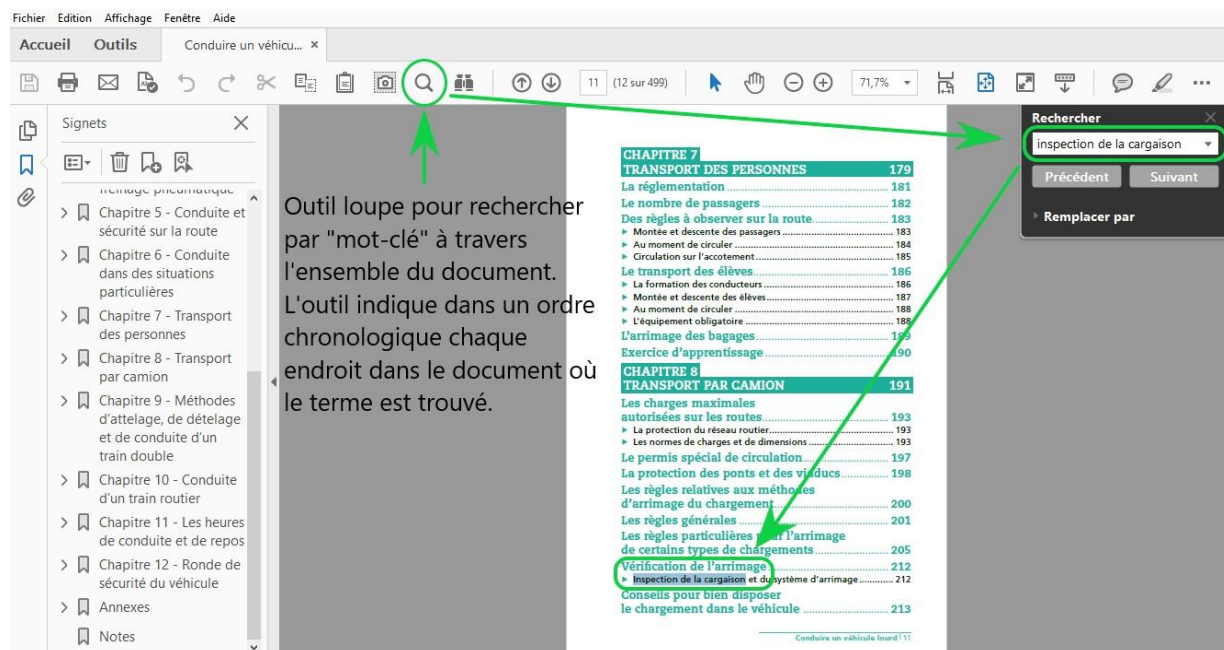 Fichier Edition Affichage Fenêtre Aide
Accueil Outils Conduire un véhicu... ×
11 (12 sur 499) 71,7%
Signets
freinage pneumatique
Chapitre 5 - Conduite et
sécurité sur la route
Chapitre 6 - Conduite
dans des situations
particulières
Chapitre 7 - Transport
des personnes
Chapitre 8 - Transport
par camion
Chapitre 9 - Méthodes
d'attelage, de dételage
et de conduite d'un
train double
Chapitre 10 - Conduite
d'un train routier
Chapitre 11 - Les heures
de conduite et de repos
Chapitre 12 - Ronde de
sécurité du véhicule
Annexes
Notes
Outil loupe pour rechercher
par "mot-clé" à travers
l'ensemble du document.
L'outil indique dans un ordre
chronologique chaque
endroit dans le document où
le terme est trouvé.
CHAPITRE 7
TRANSPORT DES PERSONNES 179
La réglementation 181
Le nombre de passagers 182
Des règles à observer sur la route 183
Montée et descente des passagers 183
Au moment de circuler 184
Circulation sur l'accotement 185
Le transport des élèves 186
La formation des conducteurs 186
Montée et descente des élèves 187
Au moment de circuler 188
L'équipement obligatoire 188
L'arrimage des bagages 189
Exercice d'apprentissage 190
CHAPITRE 8
TRANSPORT PAR CAMION 191
Les charges maximales
autorisées sur les routes 193
La protection du réseau routier 193
Les normes de charges et de dimensions 193
Le permis spécial de circulation 197
La protection des ponts et des viaducs 198
Les règles relatives aux méthodes
d'arrimage du chargement 200
Les règles générales 201
Les règles particulières pour l'arrimage
de certains types de chargements 205
Vérification de l'arrimage 212
Inspection de la cargaison et du système d'arrimage 212
Conseils pour bien disposer
le chargement dans le véhicule 213
Conduire un véhicule lourd | 11
Rechercher
inspection de la cargaison
Précédent Suivant
Remplacer par